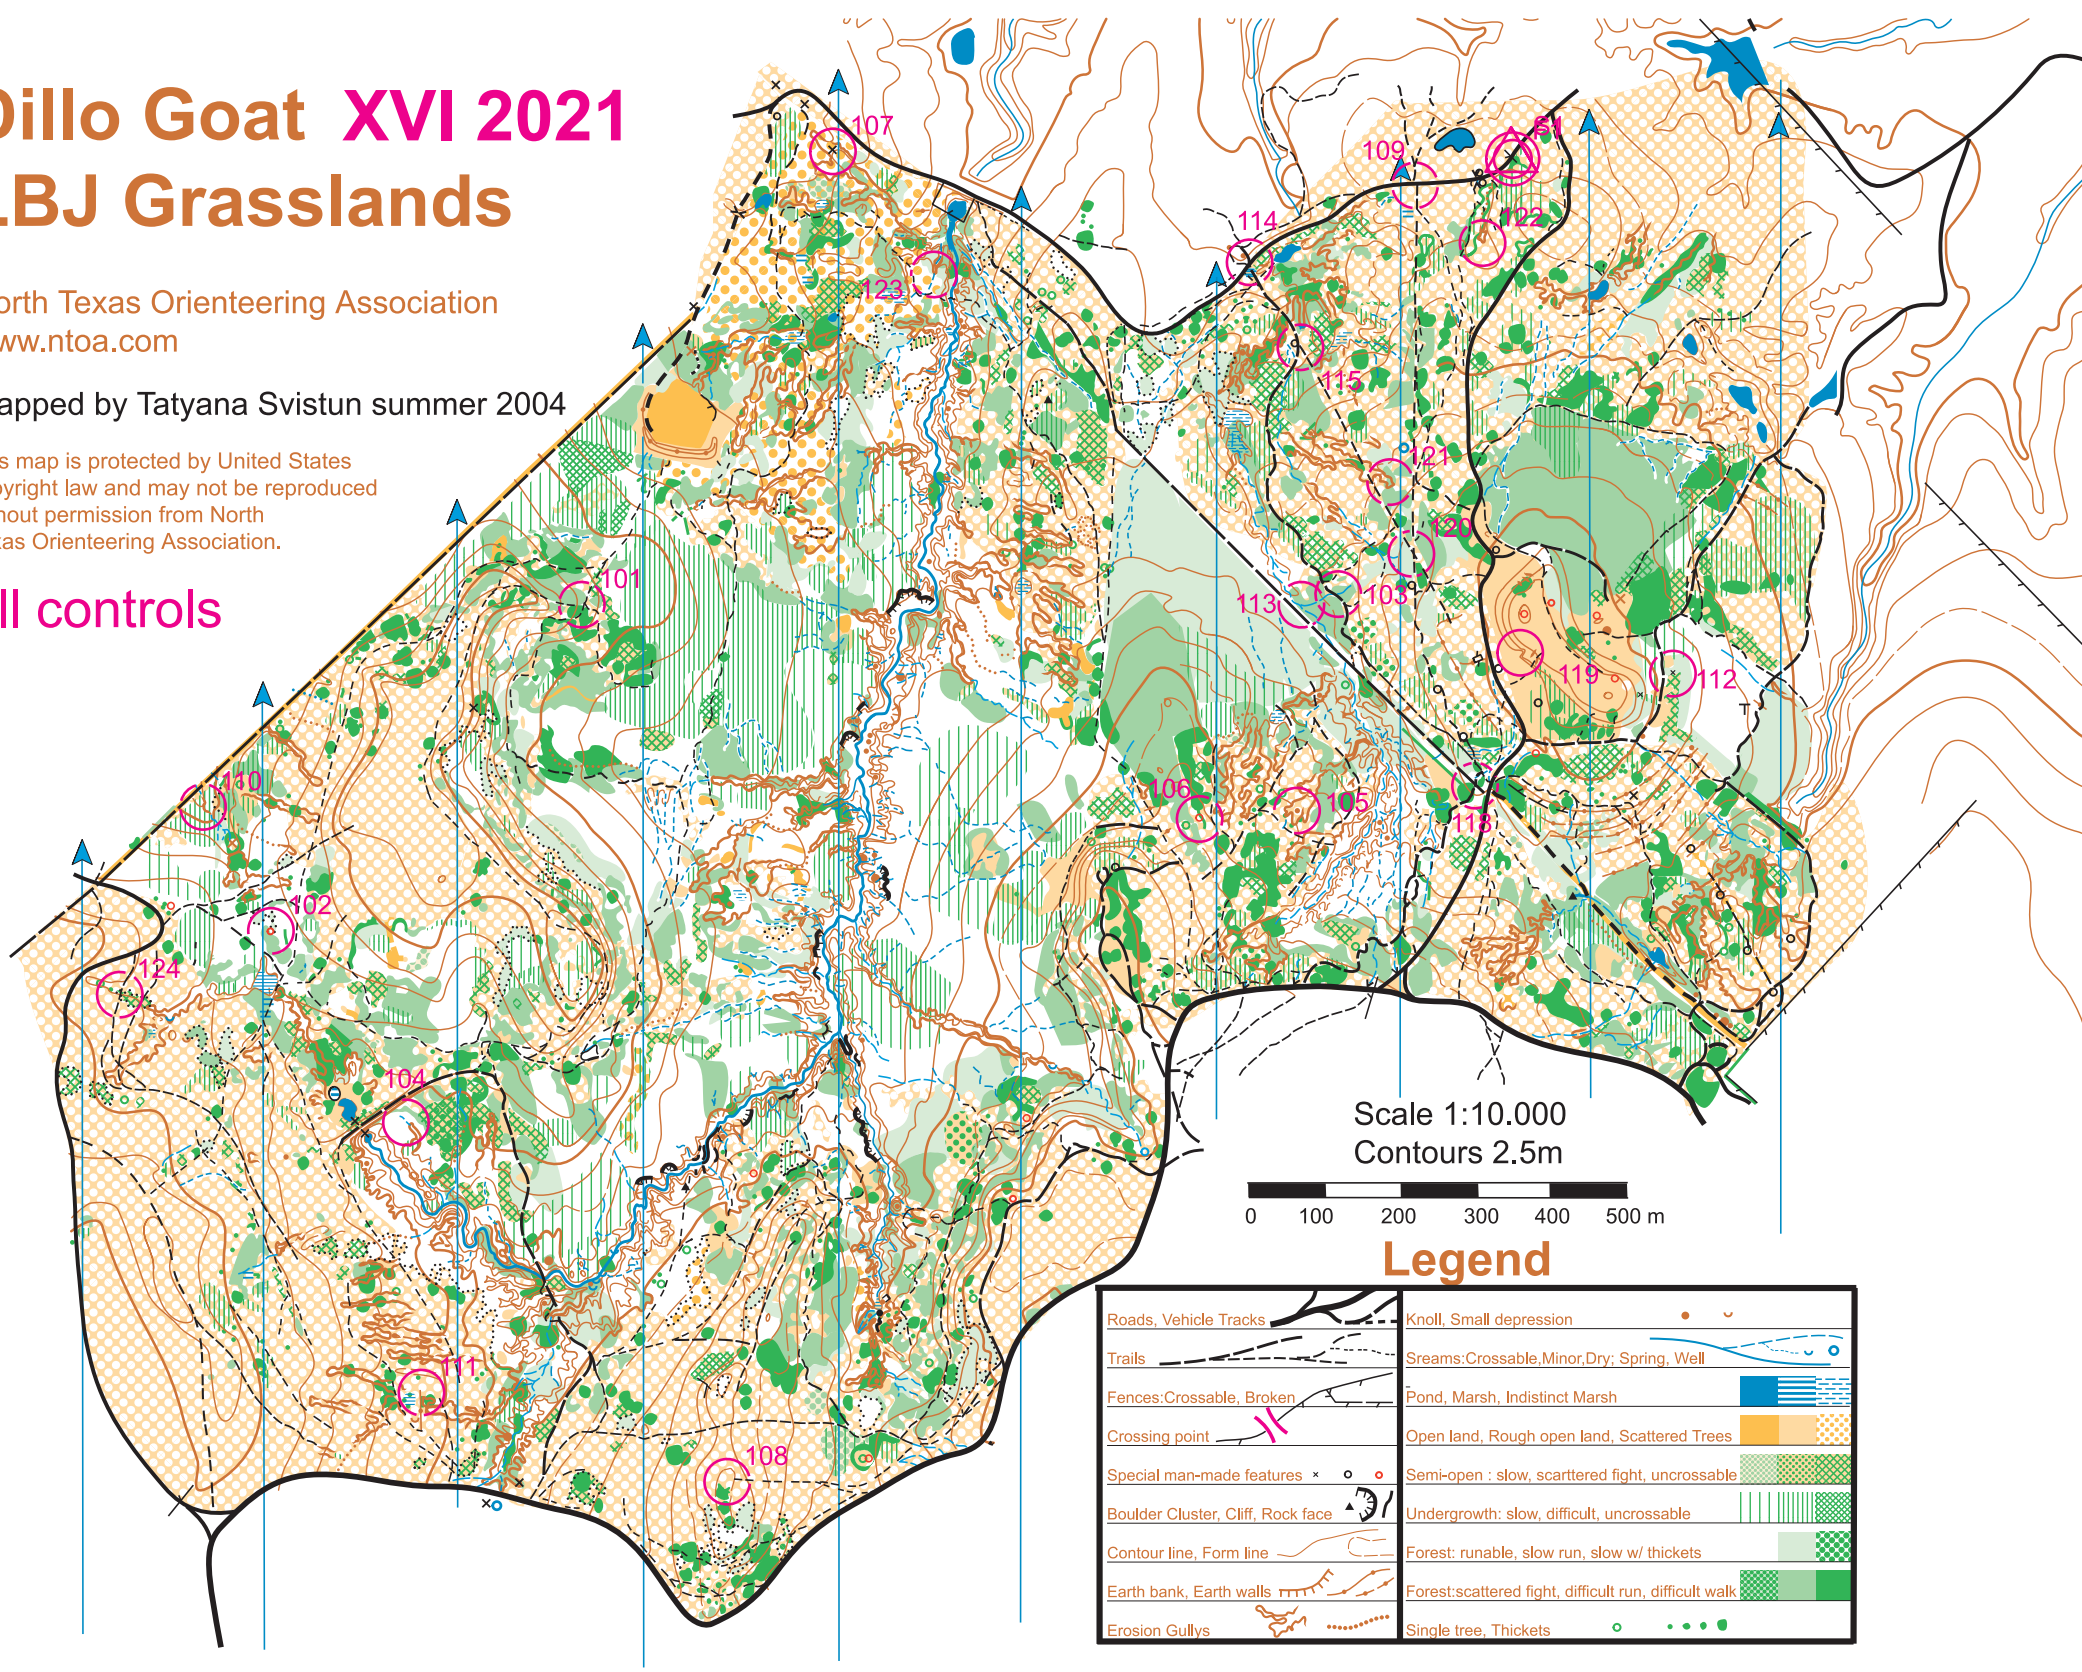 Dillo Goat XVI 2021
LBJ Grasslands
orth Texas Orienteering Association
ww.ntoa.com
apped by Tatyana Svistun summer 2004
s map is protected by United States
pyright law and may not be reproduced
hout permission from North
xas Orienteering Association.
ll controls
107
109
114
122
123
115
121
120
101
113
103
119
112
110
106
105
118
102
124
104
111
108
Scale 1:10.000
Contours 2.5m
0 100 200 300 400 500 m
Legend
Roads, Vehicle Tracks
Trails
Fences:Crossable, Broken
Crossing point
Special man-made features
Boulder Cluster, Cliff, Rock face
Contour line, Form line
Earth bank, Earth walls
Erosion Gullys
Knoll, Small depression
Sreams:Crossable,Minor,Dry; Spring, Well
Pond, Marsh, Indistinct Marsh
Open land, Rough open land, Scattered Trees
Semi-open : slow, scarttered fight, uncrossable
Undergrowth: slow, difficult, uncrossable
Forest: runable, slow run, slow w/ thickets
Forest:scattered fight, difficult run, difficult walk
Single tree, Thickets